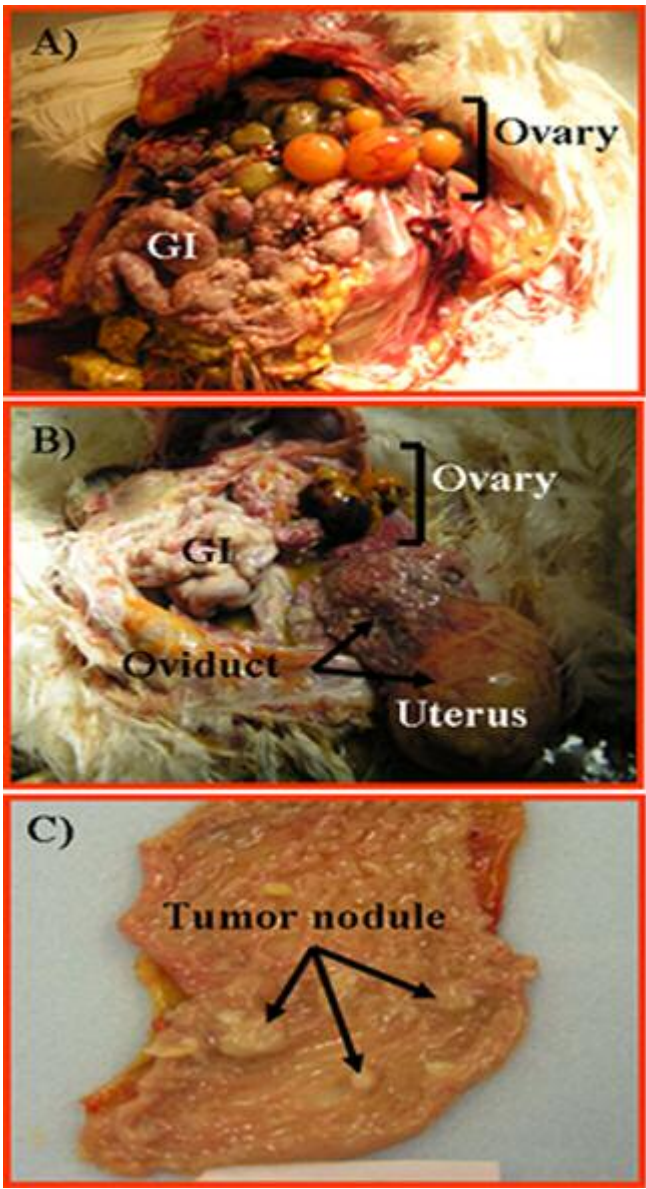 A)
Ovary
GI
B)
Ovary
GI
Oviduct
Uterus
C)
Tumor nodule